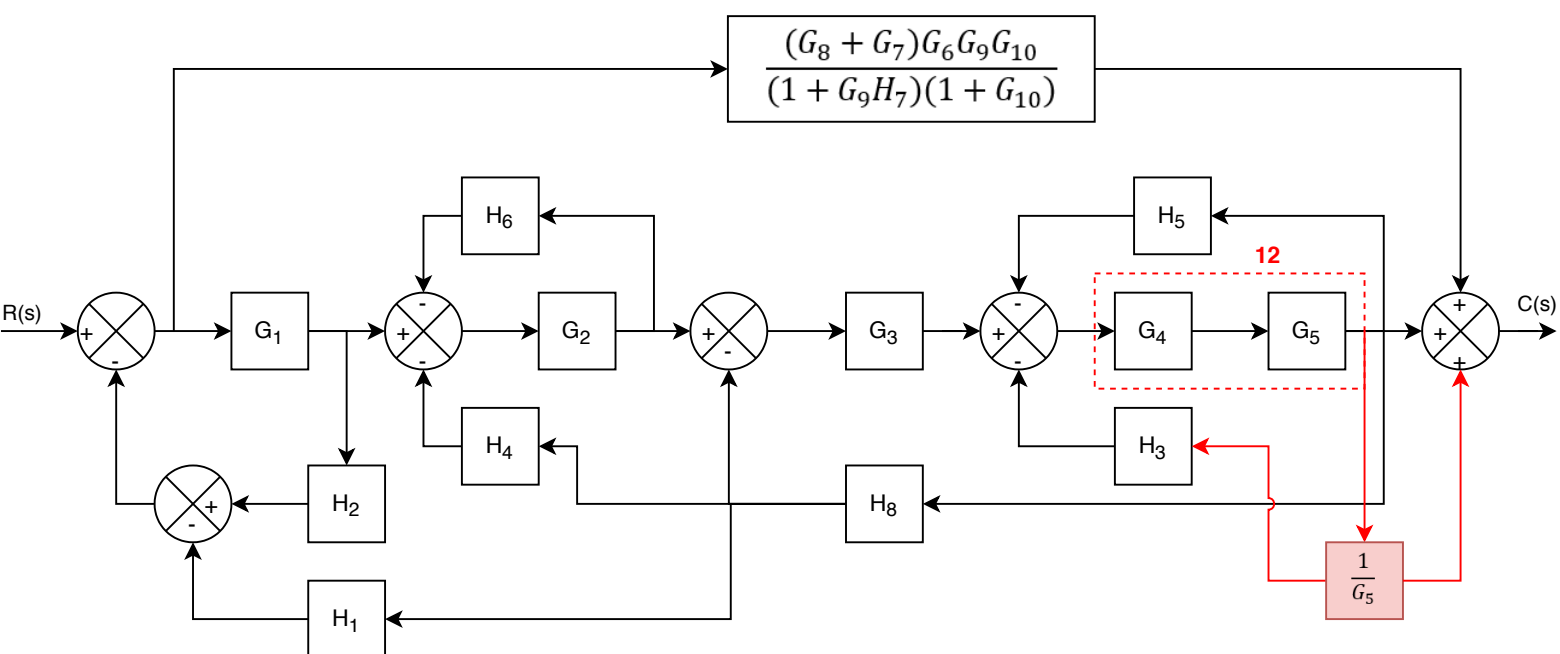 (G₈ + G₇)G₆G₉G₁₀
(1 + G₉H₇)(1 + G₁₀)
H₆
H₅
12
R(s)
+
-
G₁
-
+
-
G₂
+
-
G₃
-
+
-
G₄
G₅
+
+
+
C(s)
H₄
H₃
+
-
H₂
H₈
1
G₅
H₁